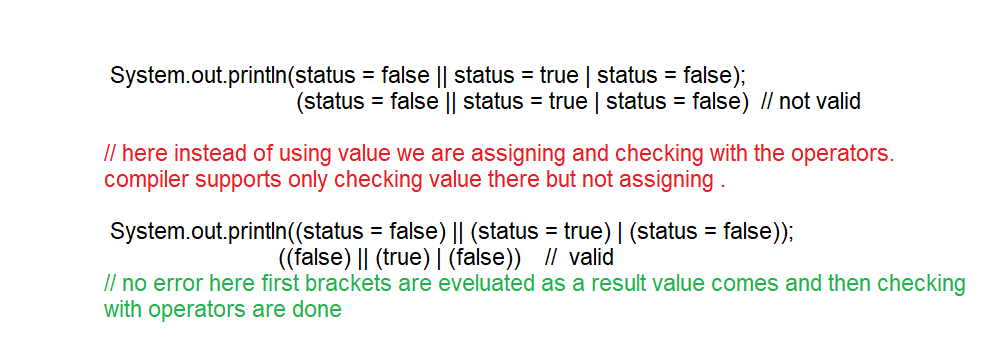 System.out.println(status = false || status = true | status = false);
(status = false || status = true | status = false)  // not valid
// here instead of using value we are assigning and checking with the operators.
compiler supports only checking value there but not assigning .
System.out.println((status = false) || (status = true) | (status = false));
((false) || (true) | (false))    //  valid
// no error here first brackets are eveluated as a result value comes and then checking
with operators are done